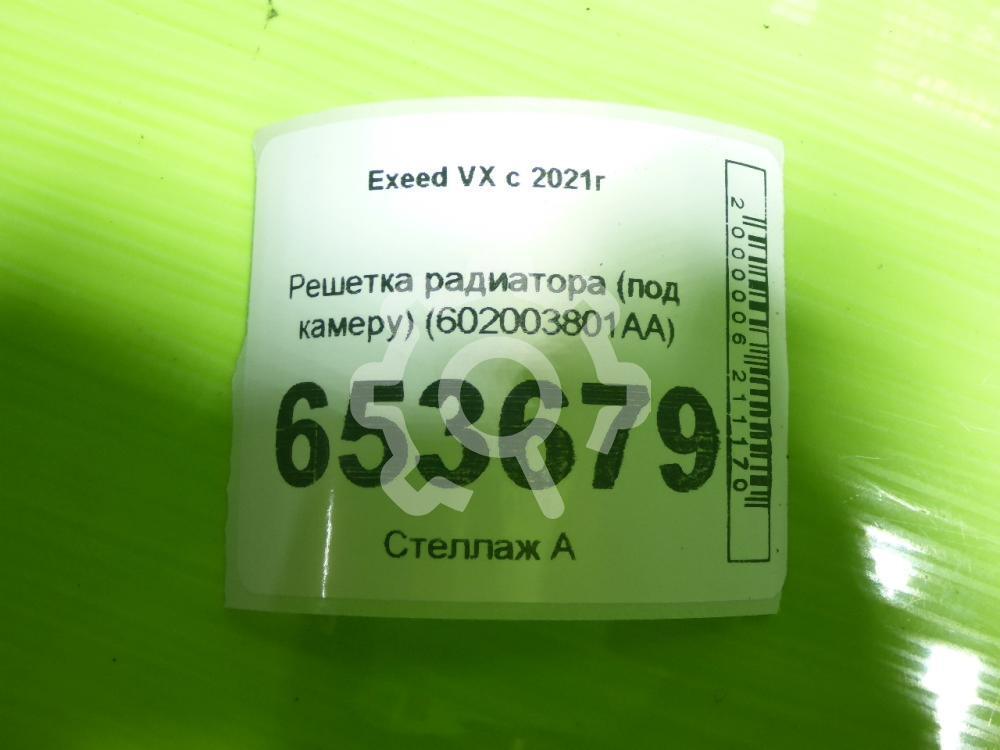 Exeed VX с 2021г
Решетка радиатора (под
камеру) (602003801AA)
653679
Стеллаж А
2000006211170